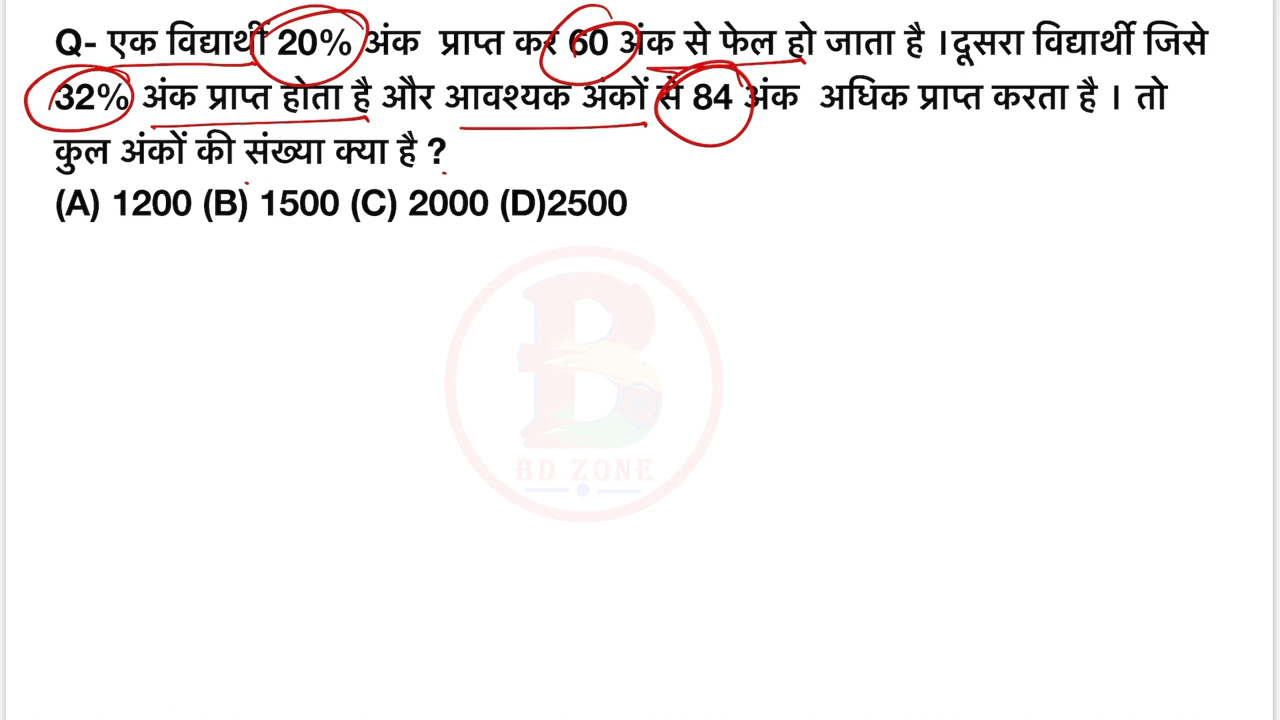 Q- एक विद्यार्थी 20% अंक प्राप्त कर 60 अंक से फेल हो जाता है ।दूसरा विद्यार्थी जिसे
32% अंक प्राप्त होता है और आवश्यक अंकों से 84 अंक अधिक प्राप्त करता है । तो
कुल अंकों की संख्या क्या है ?
(A) 1200 (B) 1500 (C) 2000 (D)2500
BD ZONE